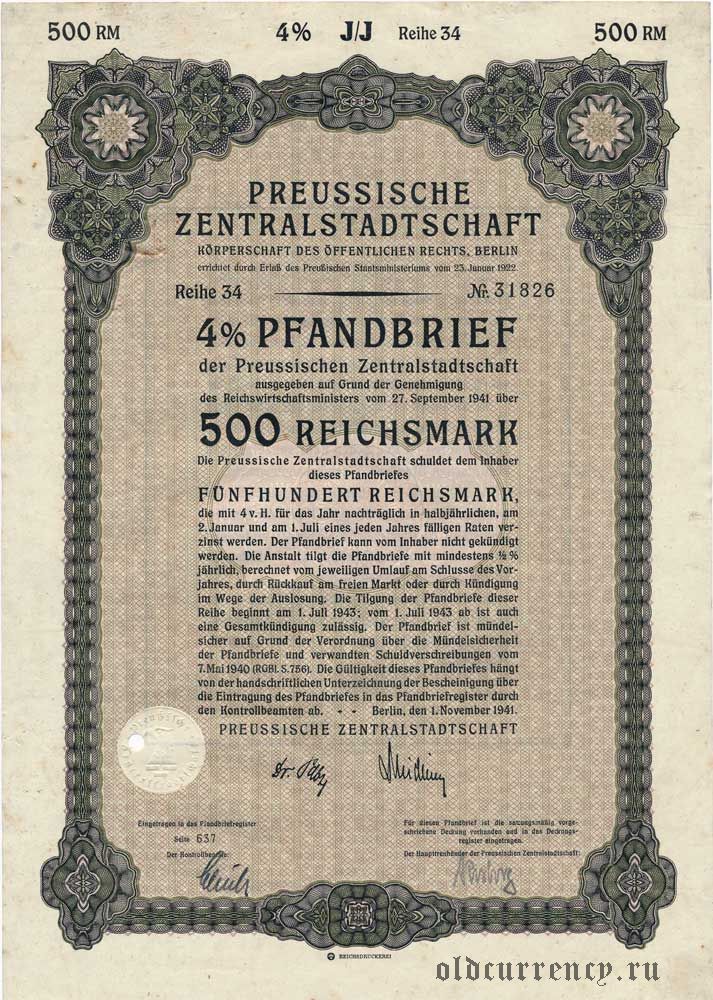 500 RM 4% J/J Reihe 34 500 RM
PREUSSISCHE
ZENTRALSTADTSCHAFT
KÖRPERSCHAFT DES ÖFFENTLICHEN RECHTS, BERLIN
errichtet durch Erlaß des Preußischen Staatsministeriums vom 23. Januar 1922.
Reihe 34 Nr. 31826
4% PFANDBRIEF
der Preussischen Zentralstadtschaft
ausgegeben auf Grund der Genehmigung
des Reichswirtschaftsministers vom 27. September 1941 über
500 REICHSMARK
Die Preussische Zentralstadtschaft schuldet dem Inhaber
dieses Pfandbriefes
FÜNFHUNDERT REICHSMARK,
die mit 4 v. H. für das Jahr nachträglich in halbjährlichen, am
2. Januar und am 1. Juli eines jeden Jahres fälligen Raten ver-
zinst werden. Der Pfandbrief kann vom Inhaber nicht gekündigt
werden. Die Anstalt tilgt die Pfandbriefe mit mindestens ½%
jährlich, berechnet vom jeweiligen Umlauf am Schlusse des Vor-
jahres, durch Rückkauf am freien Markt oder durch Kündigung
im Wege der Auslosung. Die Tilgung der Pfandbriefe dieser
Reihe beginnt am 1. Juli 1943; vom 1. Juli 1943 ab ist auch
eine Gesamtkündigung zulässig. Der Pfandbrief ist mündel-
sicher auf Grund der Verordnung über die Mündelsicherheit
der Pfandbriefe und verwandten Schuldverschreibungen vom
7. Mai 1940 (RGBl. S. 756). Die Gültigkeit dieses Pfandbriefes hängt
von der handschriftlichen Unterzeichnung der Bescheinigung über
die Eintragung des Pfandbriefes in das Pfandbriefregister durch
den Kontrollbeamten ab. - - Berlin, den 1. November 1941.
PREUSSISCHE ZENTRALSTADTSCHAFT
Dr.
Eingetragen in das Pfandbriefregister
Seite 637
Der Kontrollbeamte:
Für diesen Pfandbrief ist die satzungsmäßig vorge-
schriebene Deckung vorhanden und in das Deckungs-
register eingetragen.
Der Haupttreuhänder der Preussischen Zentralstadtschaft:
REICHSDRUCKEREI
oldcurrency.ru